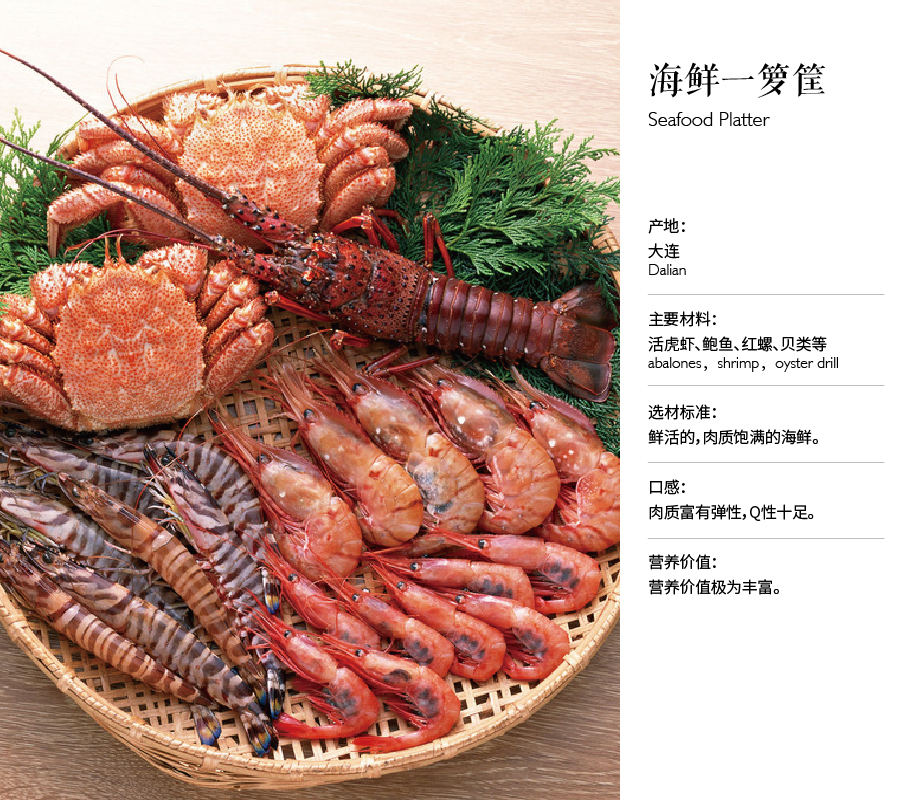 海鲜一箩筐
Seafood Platter
产地：
大连
Dalian
主要材料：
活虎虾、鲍鱼、红螺、贝类等
abalones，shrimp，oyster drill
选材标准：
鲜活的，肉质饱满的海鲜。
口感：
肉质富有弹性，Q性十足。
营养价值：
营养价值极为丰富。